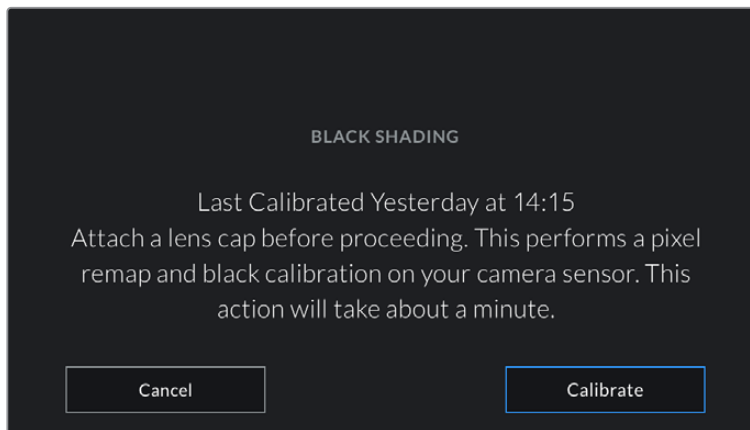 BLACK SHADING
Last Calibrated Yesterday at 14:15
Attach a lens cap before proceeding. This performs a pixel
remap and black calibration on your camera sensor. This
action will take about a minute.
Cancel Calibrate